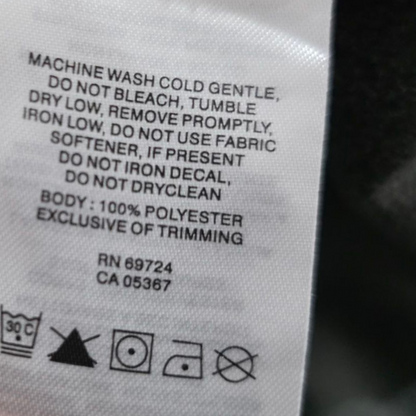 MACHINE WASH COLD GENTLE,
DO NOT BLEACH, TUMBLE
DRY LOW, REMOVE PROMPTLY,
IRON LOW, DO NOT USE FABRIC
SOFTENER, IF PRESENT
DO NOT IRON DECAL,
DO NOT DRYCLEAN
BODY : 100% POLYESTER
EXCLUSIVE OF TRIMMING
RN 69724
CA 05367
30 C